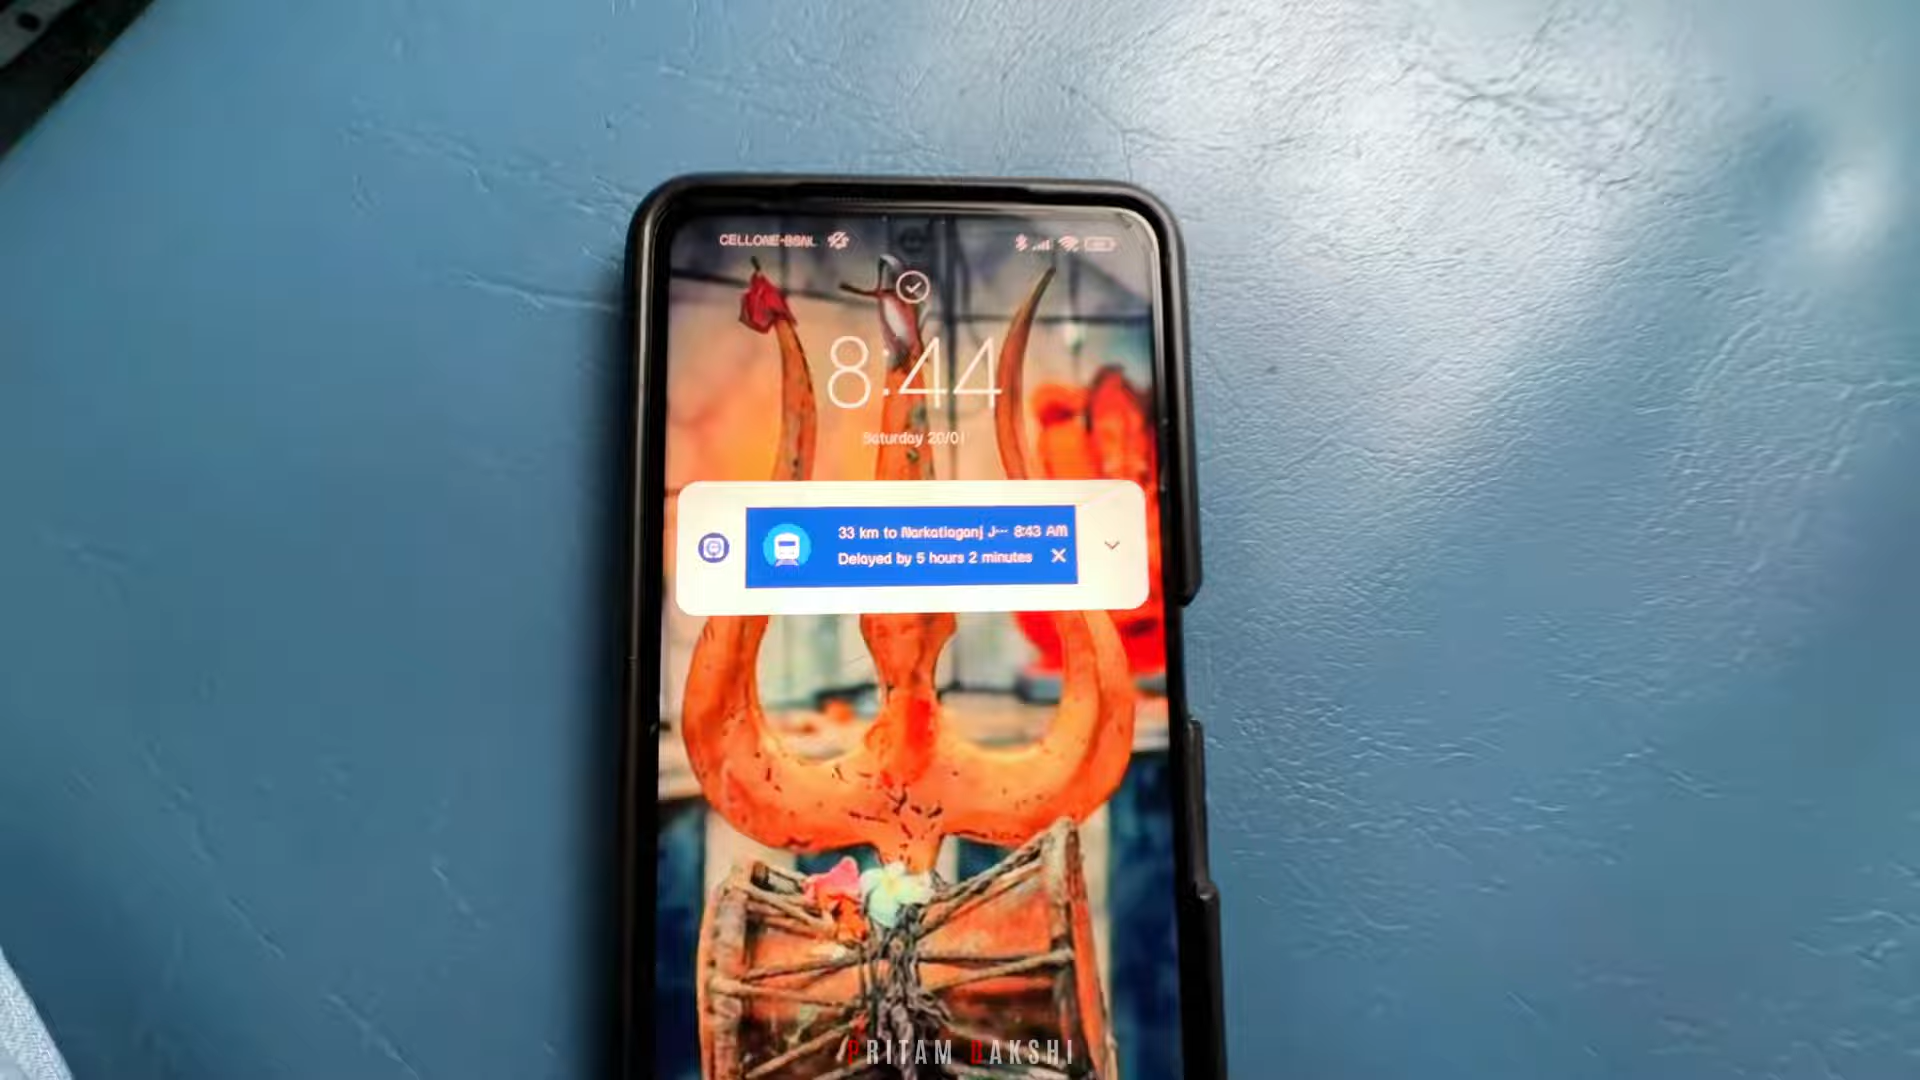 CELLONE-BSNL
8:44
Saturday 20/01
33 km to Narkatiaganj J… 8:43 AM
Delayed by 5 hours 2 minutes
PRITAM DAKSHI